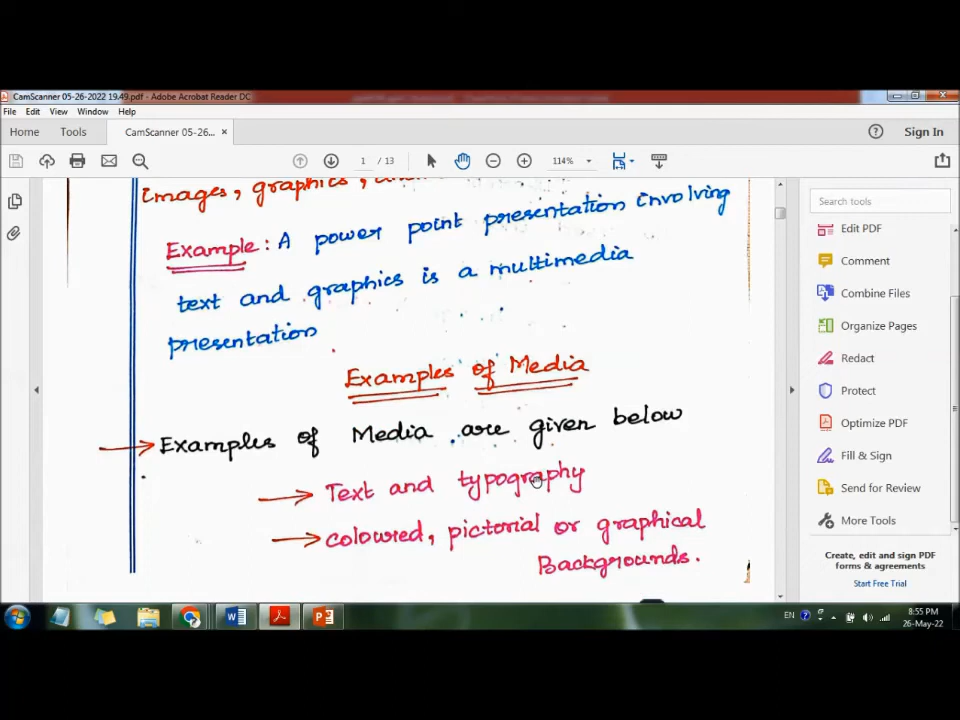 CamScanner 05-26-2022 19.49.pdf - Adobe Acrobat Reader DC
File Edit View Window Help
Home Tools CamScanner 05-26... × Sign In
1 / 13 114%
images, graphics,
Example: A power point presentation involving
text and graphics is a multimedia
presentation
Examples of Media
Examples of Media are given below
Text and typography
coloured, pictorial or graphical
Backgrounds.
Search tools
Edit PDF
Comment
Combine Files
Organize Pages
Redact
Protect
Optimize PDF
Fill & Sign
Send for Review
More Tools
Create, edit and sign PDF
forms & agreements
Start Free Trial
EN 8:55 PM
26-May-22